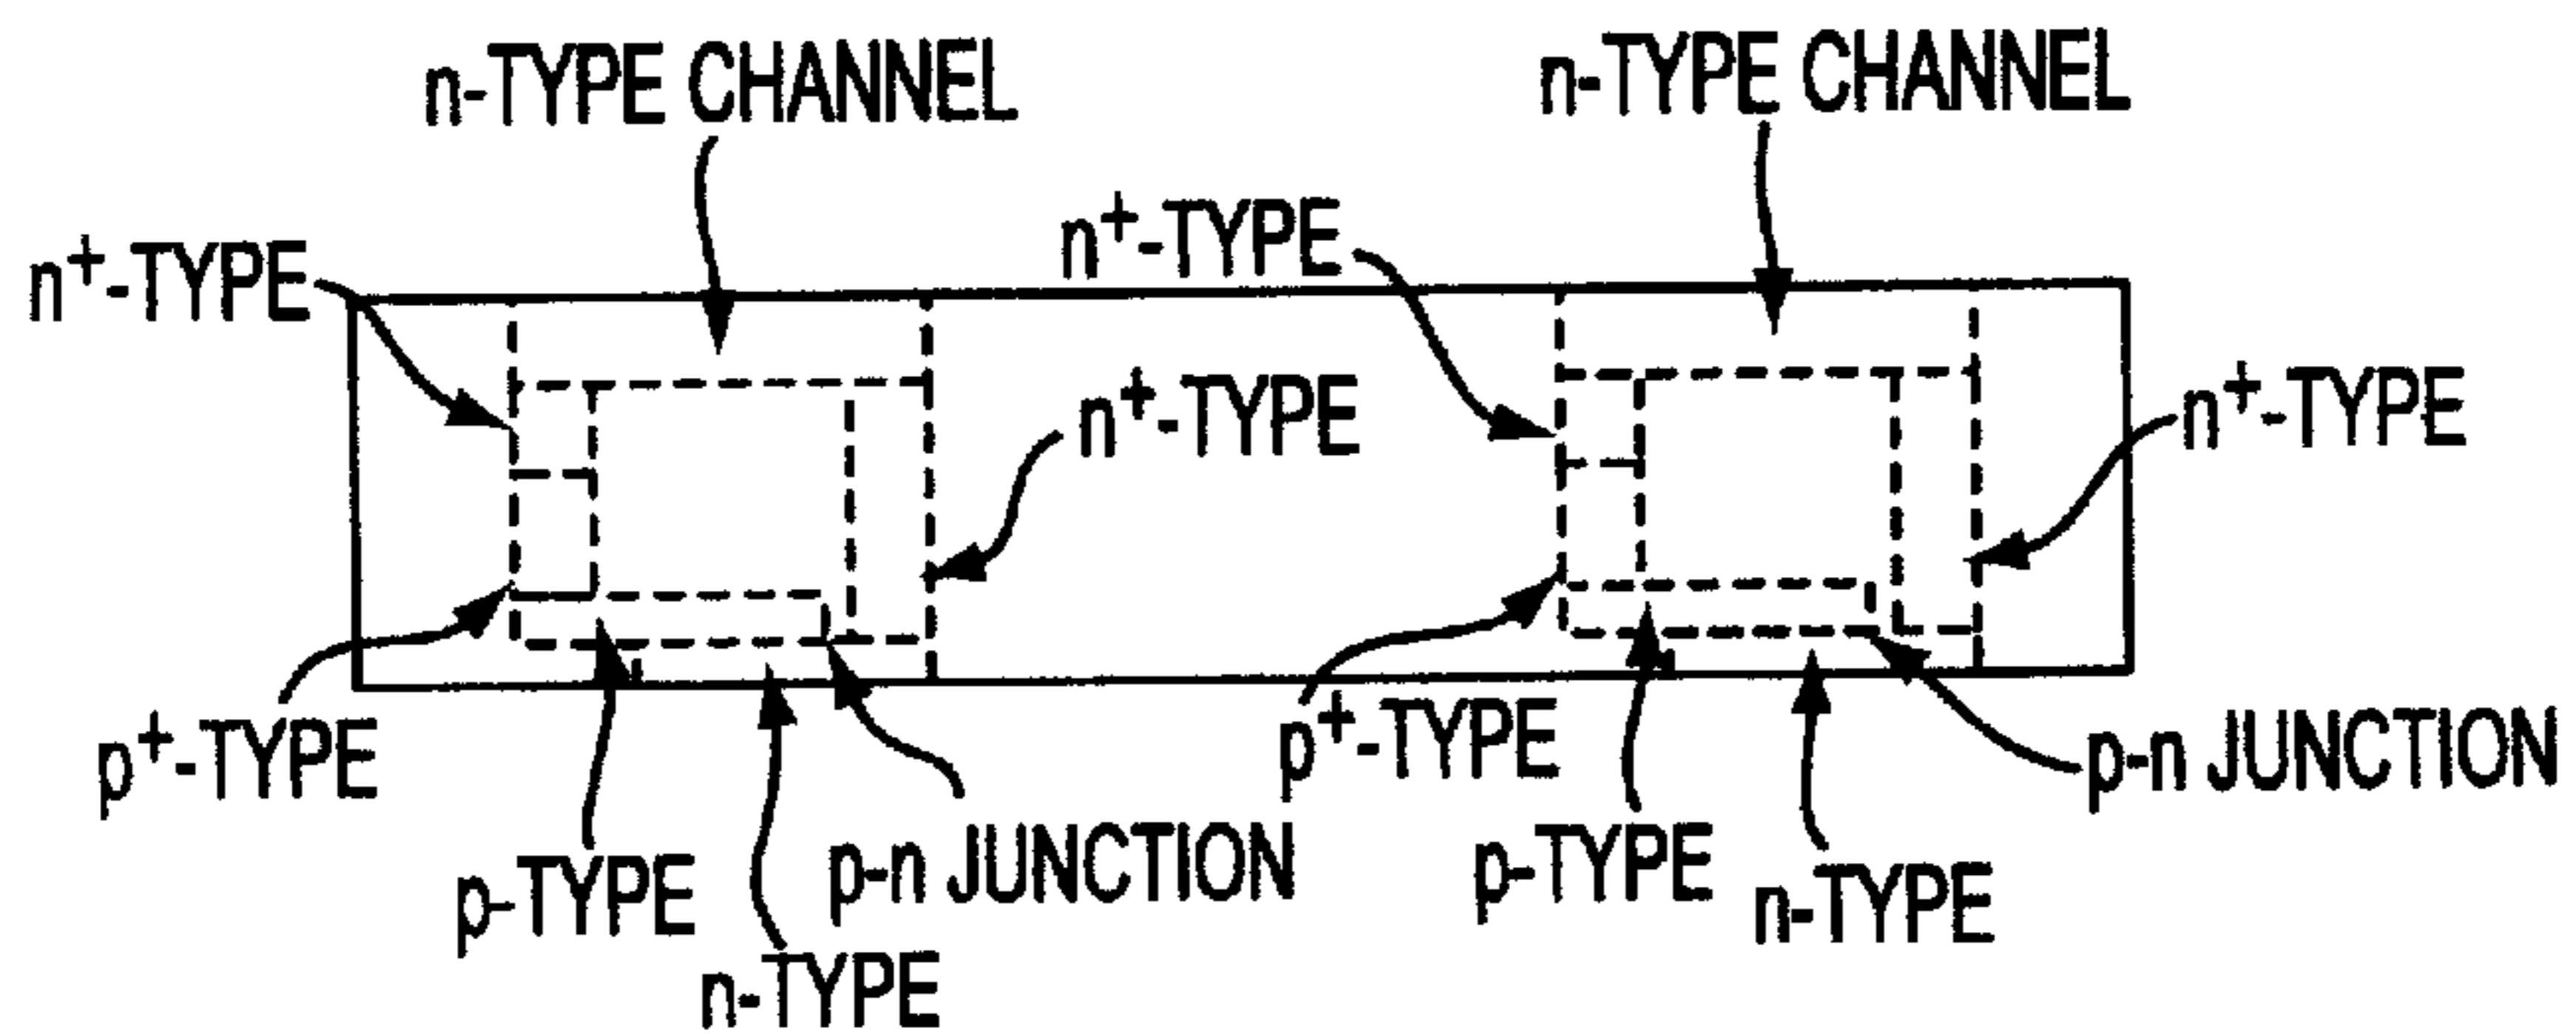 n-TYPE CHANNEL
n-TYPE CHANNEL
n⁺-TYPE
n⁺-TYPE
n⁺-TYPE
n⁺-TYPE
p⁺-TYPE
p⁺-TYPE
p-n JUNCTION
p-TYPE
p-n JUNCTION
p-TYPE
n-TYPE
n-TYPE